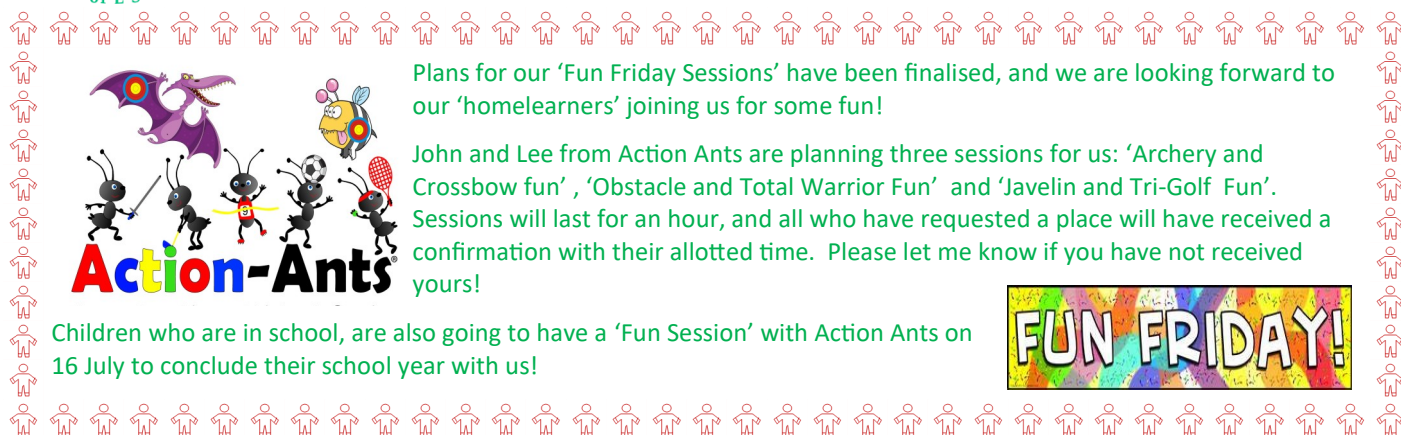 Plans for our ‘Fun Friday Sessions’ have been finalised, and we are looking forward to
our ‘homelearners’ joining us for some fun!
John and Lee from Action Ants are planning three sessions for us: ‘Archery and
Crossbow fun’ , ‘Obstacle and Total Warrior Fun’  and ‘Javelin and Tri-Golf  Fun’.
Sessions will last for an hour, and all who have requested a place will have received a
confirmation with their allotted time.  Please let me know if you have not received
yours!
Action-Ants®
Children who are in school, are also going to have a ‘Fun Session’ with Action Ants on
16 July to conclude their school year with us!
FUN FRIDAY!